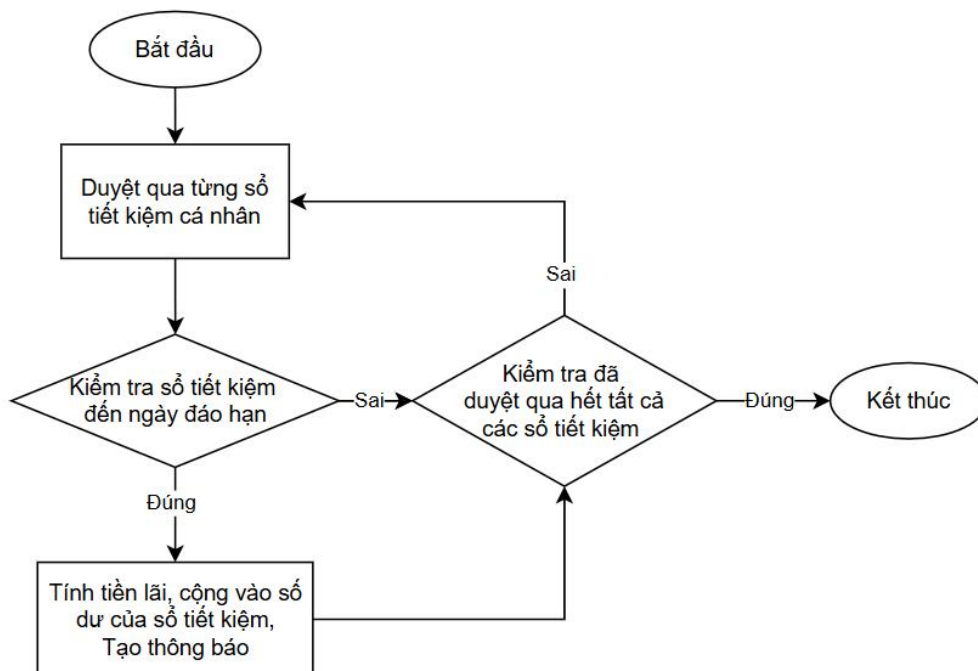 Bắt đầu
Duyệt qua từng sổ
tiết kiệm cá nhân
Sai
Kiểm tra sổ tiết kiệm
đến ngày đáo hạn
Sai
Kiểm tra đã
duyệt qua hết tất cả
các sổ tiết kiệm
Đúng
Kết thúc
Đúng
Tính tiền lãi, cộng vào số
dư của sổ tiết kiệm,
Tạo thông báo